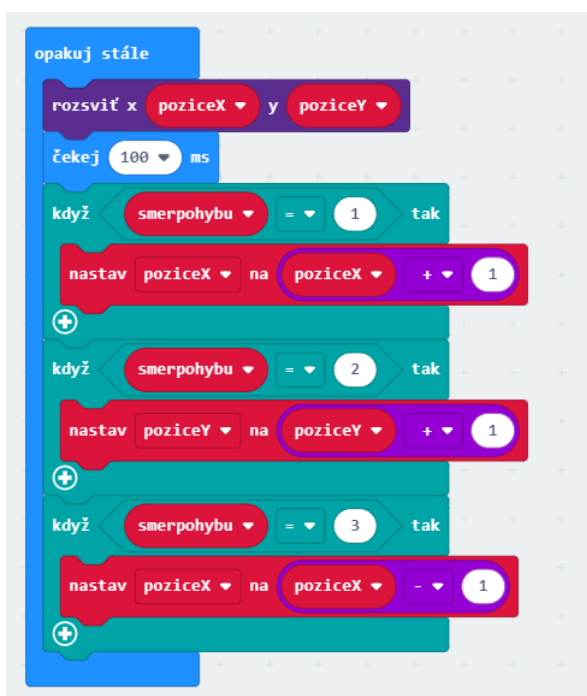 opakuj stále
rozsviť x poziceX y poziceY
čekej 100 ms
když smerpohybu = 1 tak
nastav poziceX na poziceX + 1
když smerpohybu = 2 tak
nastav poziceY na poziceY + 1
když smerpohybu = 3 tak
nastav poziceX na poziceX - 1